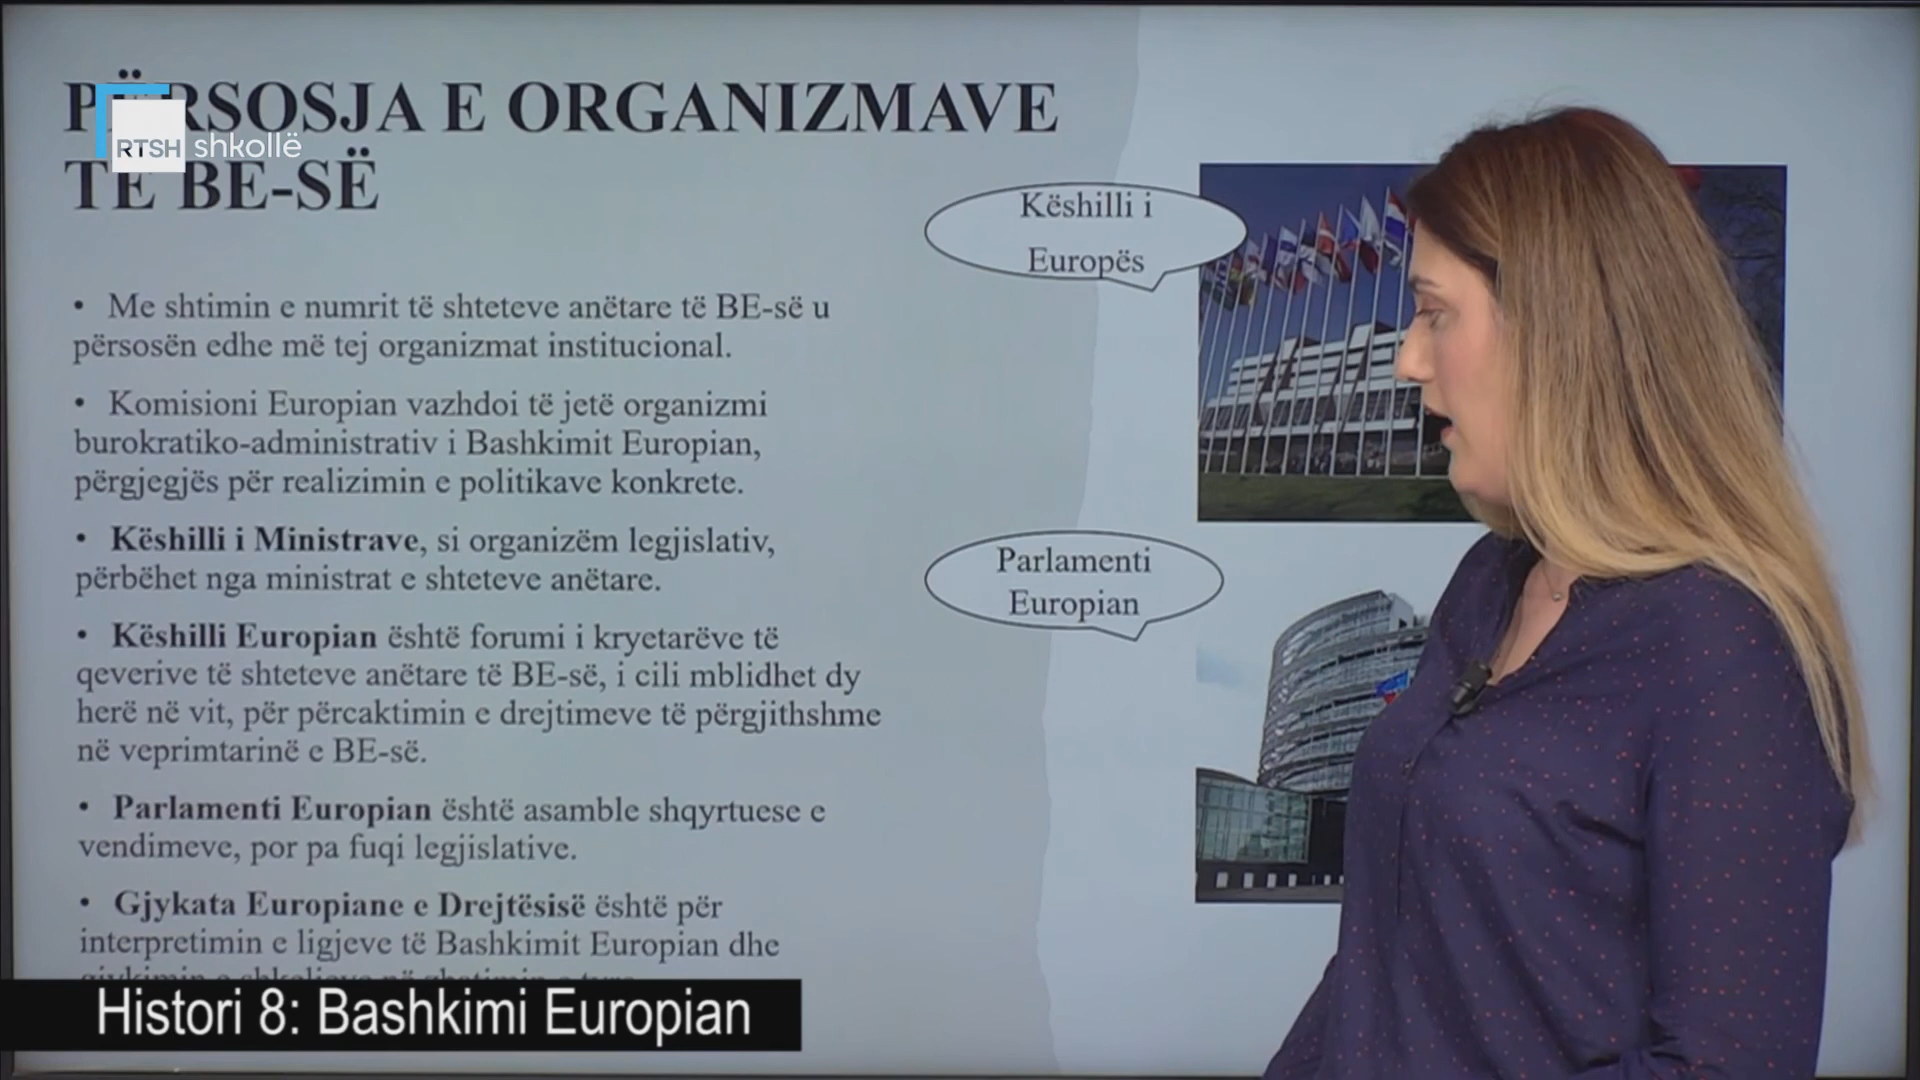 PËRSOSJA E ORGANIZMAVE
TË BE-SË
RTSH shkollë
Këshilli i
Europës
• Me shtimin e numrit të shteteve anëtare të BE-së u
përsosën edhe më tej organizmat institucional.
• Komisioni Europian vazhdoi të jetë organizmi
burokratiko-administrativ i Bashkimit Europian,
përgjegjës për realizimin e politikave konkrete.
• Këshilli i Ministrave, si organizëm legjislativ,
përbëhet nga ministrat e shteteve anëtare.
Parlamenti
Europian
• Këshilli Europian është forumi i kryetarëve të
qeverive të shteteve anëtare të BE-së, i cili mblidhet dy
herë në vit, për përcaktimin e drejtimeve të përgjithshme
në veprimtarinë e BE-së.
• Parlamenti Europian është asamble shqyrtuese e
vendimeve, por pa fuqi legjislative.
• Gjykata Europiane e Drejtësisë është për
interpretimin e ligjeve të Bashkimit Europian dhe
Histori 8: Bashkimi Europian